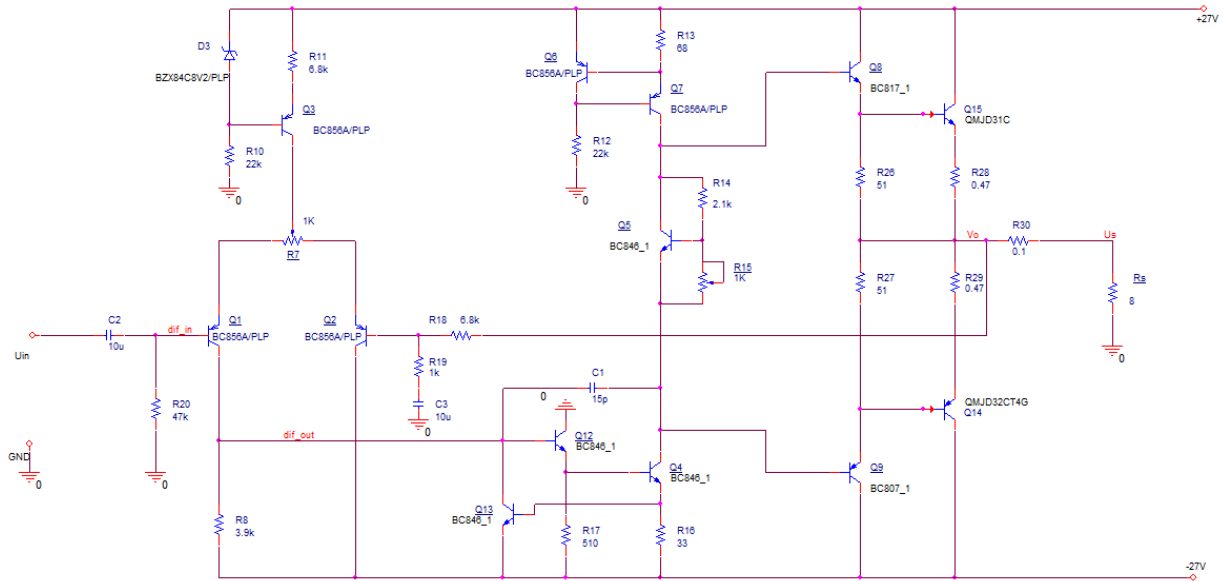 +27V
D3
BZX84C8V2/PLP
R11
6.8k
Q3
BC856A/PLP
R10
22k
0
Q6
BC856A/PLP
R13
68
Q7
BC856A/PLP
R12
22k
0
Q8
BC817_1
Q15
QMJD31C
R26
51
R28
0.47
1K
R7
R14
2.1k
Q5
BC846_1
R15
1K
Vo
R30
0.1
Us
Rs
8
0
R27
51
R29
0.47
Uin
C2
10u
dif_in
Q1
BC856A/PLP
Q2
BC856A/PLP
R18 6.8k
R19
1k
C3
10u
0
R20
47k
0
GND
0
C1
15p
0
dif_out
Q12
BC846_1
Q4
BC846_1
QMJD32CT4G
Q14
Q9
BC807_1
R8
3.9k
Q13
BC846_1
R17
510
R16
33
-27V